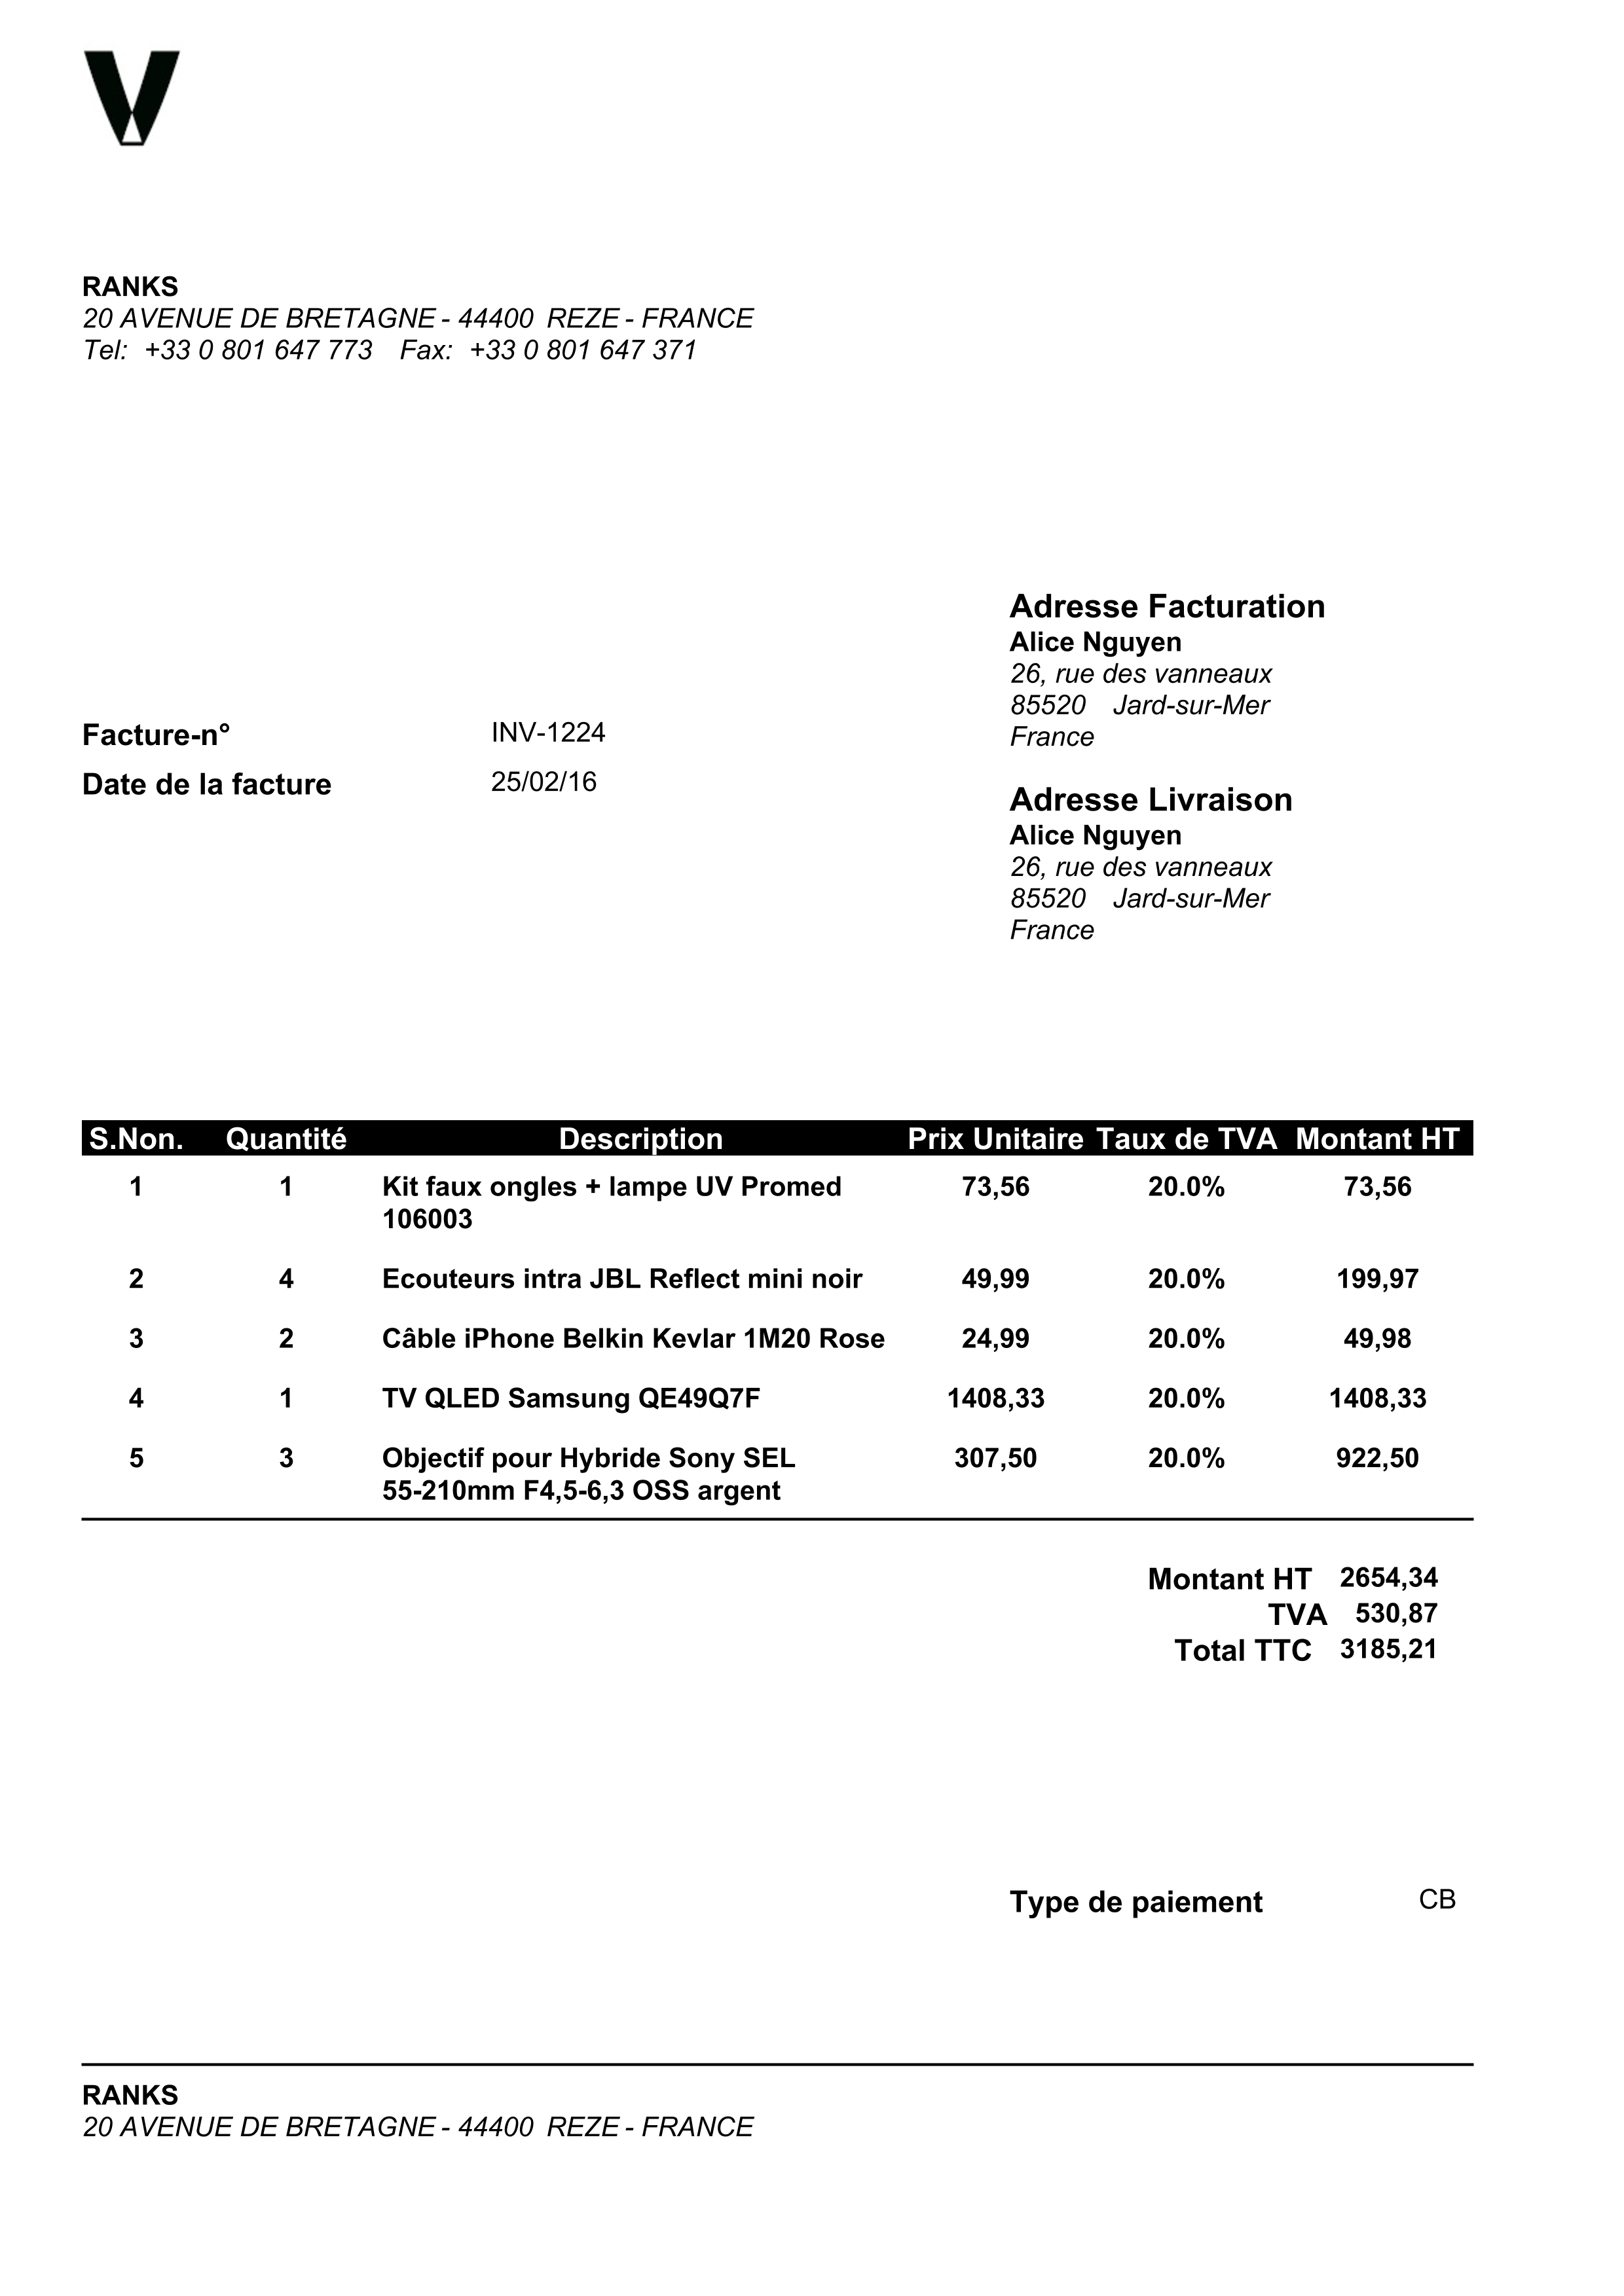 RANKS
20 AVENUE DE BRETAGNE - 44400 REZE - FRANCE
Tel: +33 0 801 647 773 Fax: +33 0 801 647 371
Adresse Facturation
Alice Nguyen
26, rue des vanneaux
85520 Jard-sur-Mer
France
Facture-n° INV-1224
Date de la facture 25/02/16
Adresse Livraison
Alice Nguyen
26, rue des vanneaux
85520 Jard-sur-Mer
France
S.Non. Quantité Description Prix Unitaire Taux de TVA Montant HT
1 1 Kit faux ongles + lampe UV Promed 73,56 20.0% 73,56
106003
2 4 Ecouteurs intra JBL Reflect mini noir 49,99 20.0% 199,97
3 2 Câble iPhone Belkin Kevlar 1M20 Rose 24,99 20.0% 49,98
4 1 TV QLED Samsung QE49Q7F 1408,33 20.0% 1408,33
5 3 Objectif pour Hybride Sony SEL 307,50 20.0% 922,50
55-210mm F4,5-6,3 OSS argent
Montant HT 2654,34
TVA 530,87
Total TTC 3185,21
Type de paiement CB
RANKS
20 AVENUE DE BRETAGNE - 44400 REZE - FRANCE